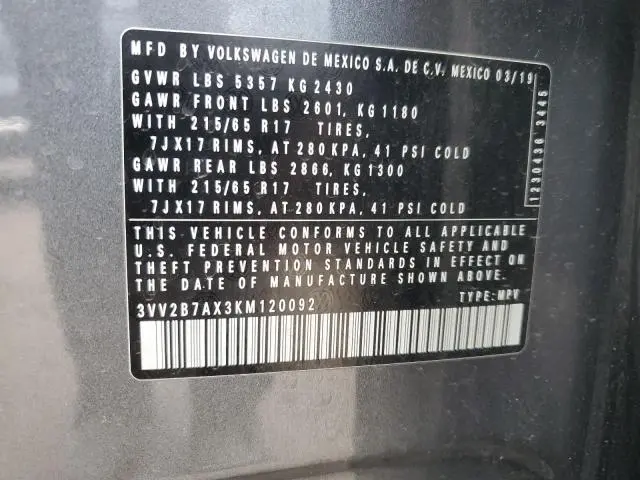 MFD BY VOLKSWAGEN DE MEXICO S.A. DE C.V. MEXICO 03/19
GVWR LBS 5357 KG 2430
GAWR FRONT LBS 2601, KG 1180
WITH 215/65 R17 TIRES,
7JX17 RIMS, AT 280 KPA, 41 PSI COLD
GAWR REAR LBS 2866, KG 1300
WITH 215/65 R17 TIRES,
7JX17 RIMS, AT 280 KPA, 41 PSI COLD
1230436 3445
THIS VEHICLE CONFORMS TO ALL APPLICABLE
U.S. FEDERAL MOTOR VEHICLE SAFETY AND
THEFT PREVENTION STANDARDS IN EFFECT ON
THE DATE OF MANUFACTURE SHOWN ABOVE.
3VV2B7AX3KM120092 TYPE: MPV